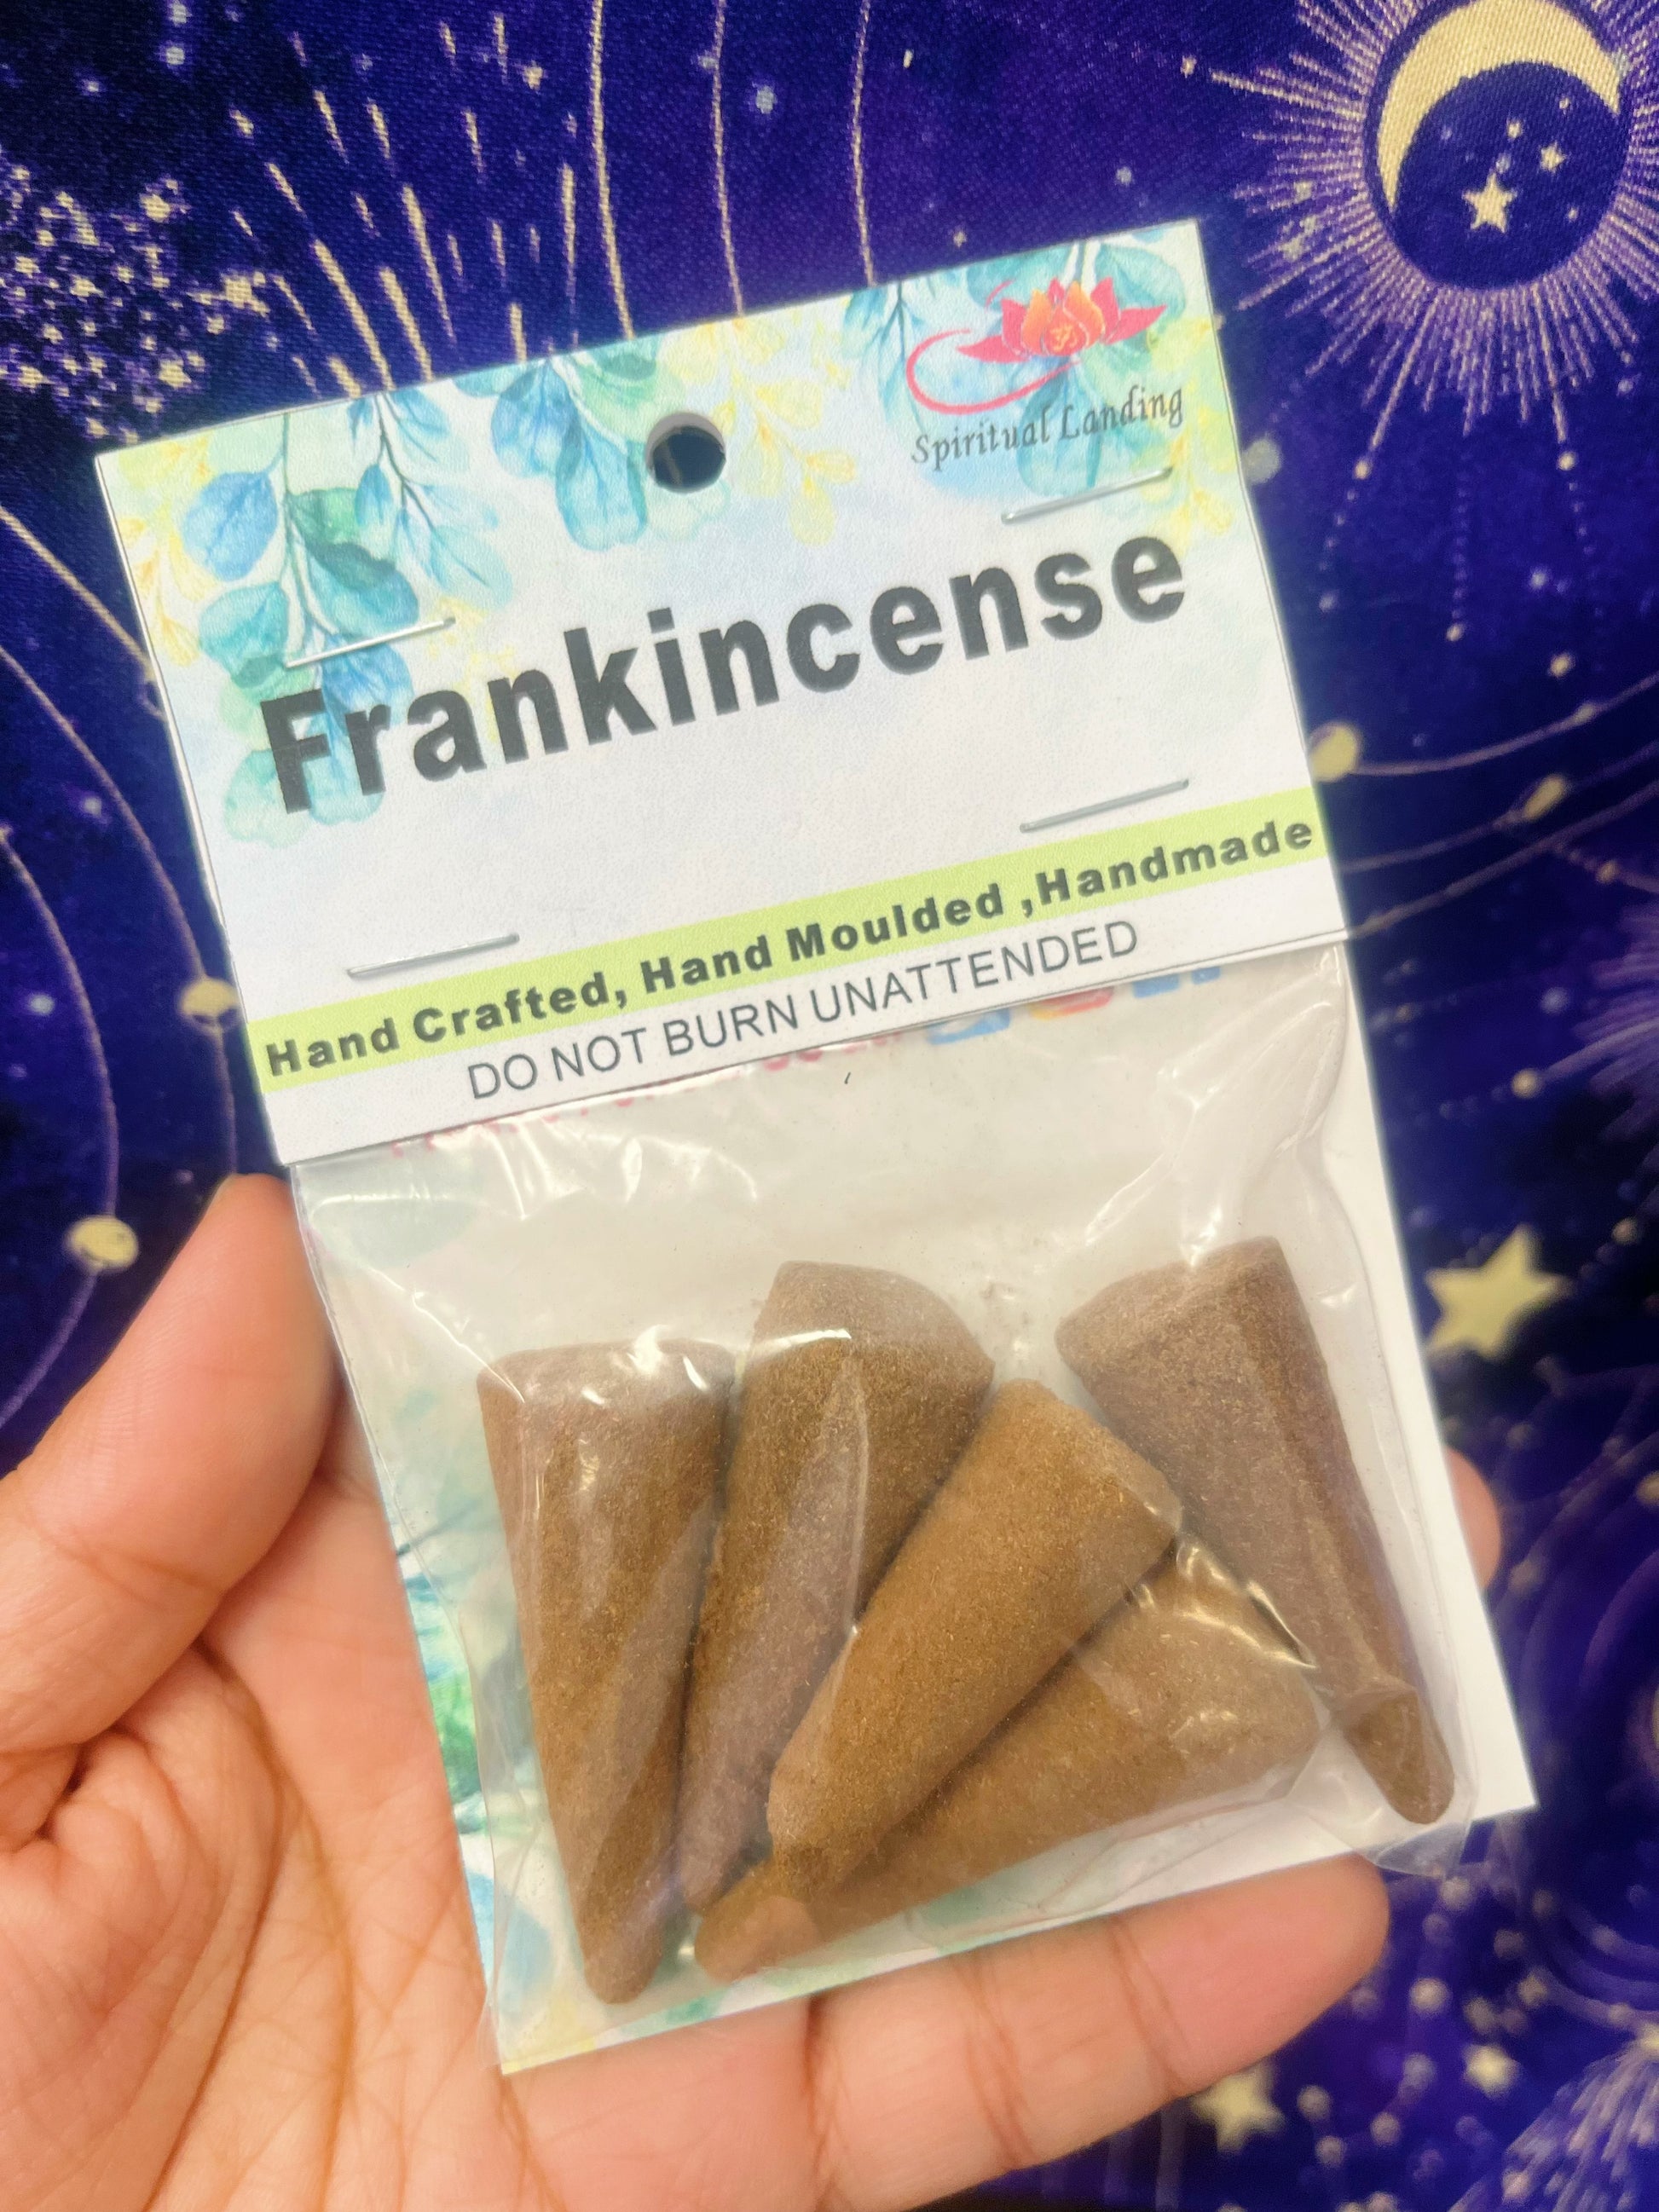 Spiritual Landing
Frankincense
Hand Crafted, Hand Moulded ,Handmade
DO NOT BURN UNATTENDED